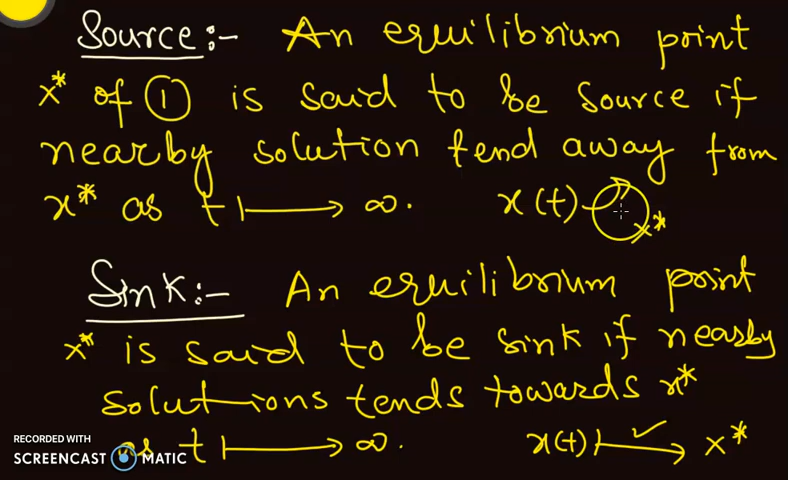 Source:-  An equilibrium point
x* of ① is said to be source if
nearby solution tend away from
x* as t ⟼ ∞.  x(t) x*
Sink:-  An equilibrium point
x* is said to be sink if nearby
solutions tends towards x*
as t ⟼ ∞.  x(t) ⟼ x*
RECORDED WITH
SCREENCAST MATIC